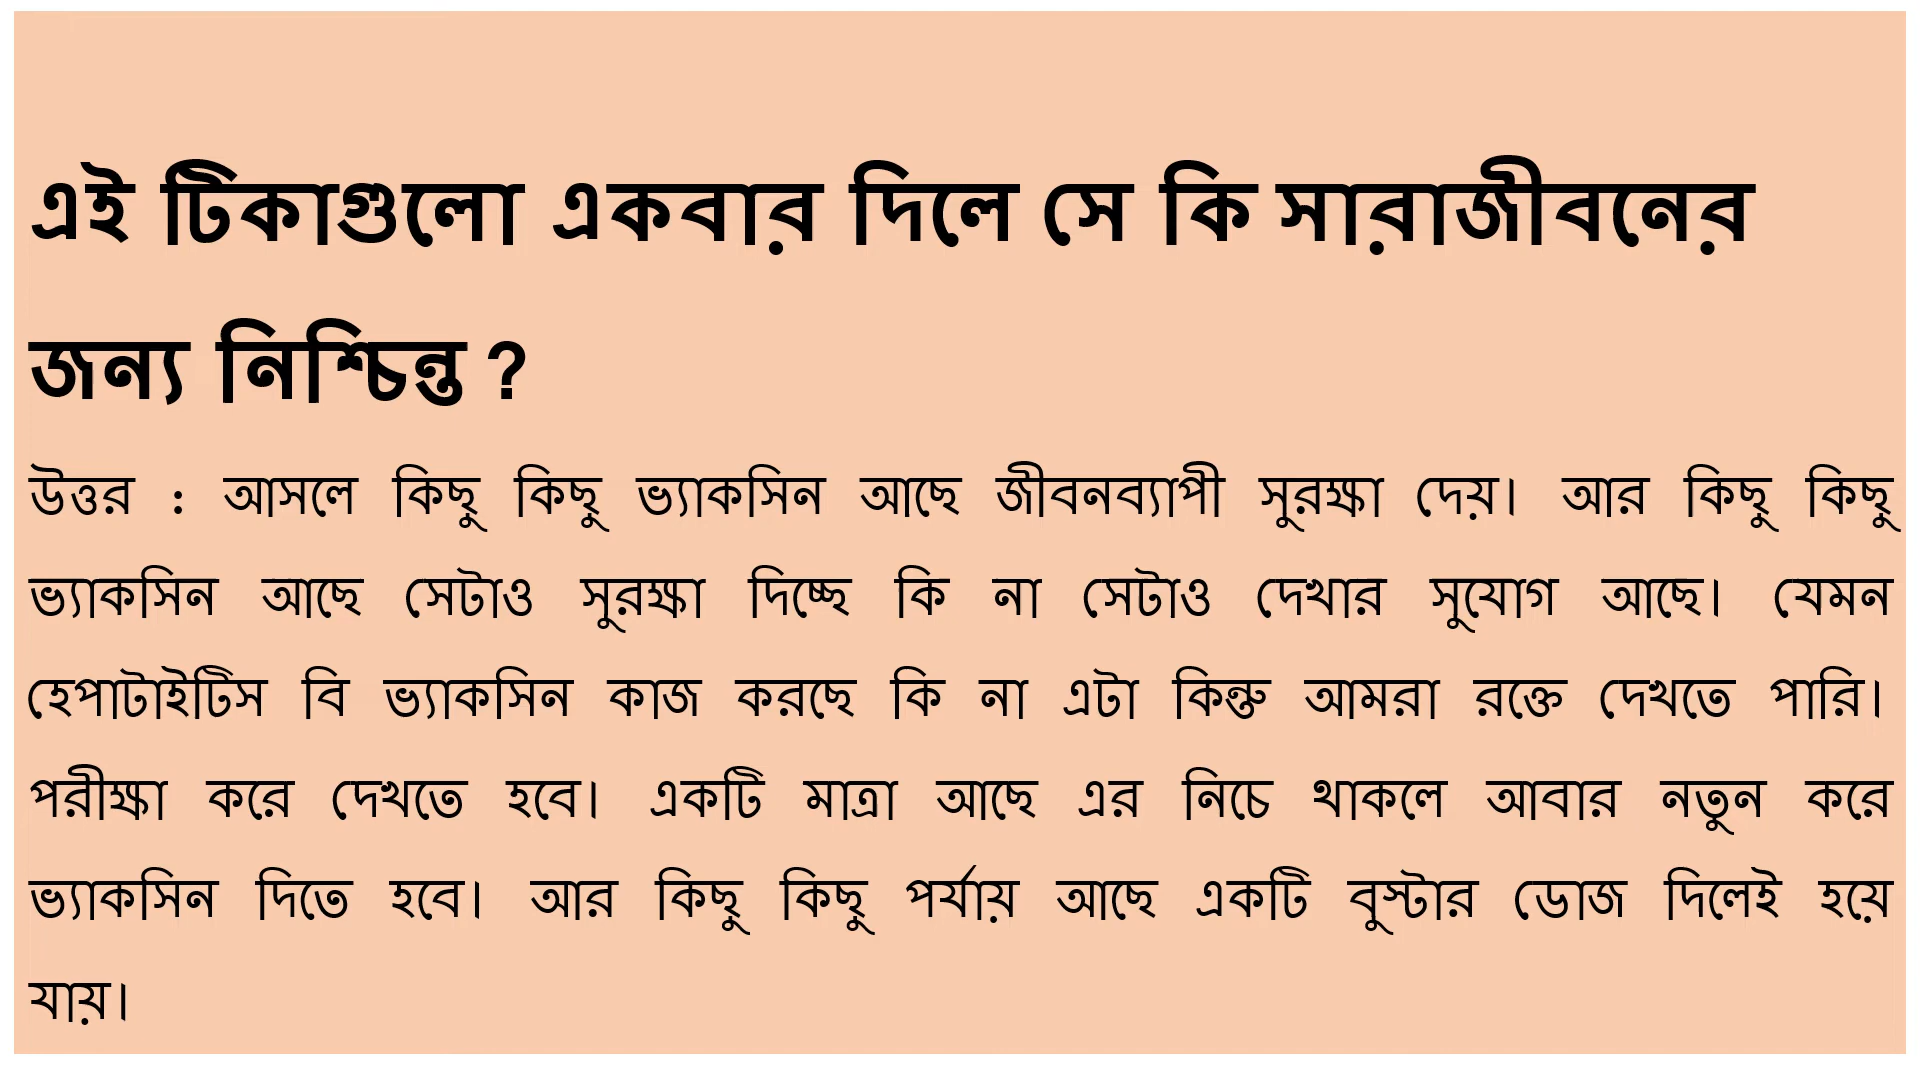 এই টিকাগুলো একবার দিলে সে কি সারাজীবনের
জন্য নিশ্চিন্ত ?
উত্তর : আসলে কিছু কিছু ভ্যাকসিন আছে জীবনব্যাপী সুরক্ষা দেয়। আর কিছু কিছু
ভ্যাকসিন আছে সেটাও সুরক্ষা দিচ্ছে কি না সেটাও দেখার সুযোগ আছে। যেমন
হেপাটাইটিস বি ভ্যাকসিন কাজ করছে কি না এটা কিন্তু আমরা রক্তে দেখতে পারি।
পরীক্ষা করে দেখতে হবে। একটি মাত্রা আছে এর নিচে থাকলে আবার নতুন করে
ভ্যাকসিন দিতে হবে। আর কিছু কিছু পর্যায় আছে একটি বুস্টার ডোজ দিলেই হয়ে
যায়।